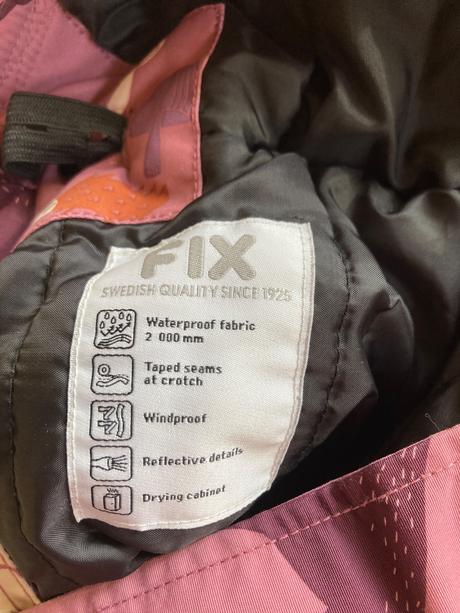 FIX
SWEDISH QUALITY SINCE 1925
Waterproof fabric
2 000 mm
Taped seams
at crotch
Windproof
Reflective details
Drying cabinet